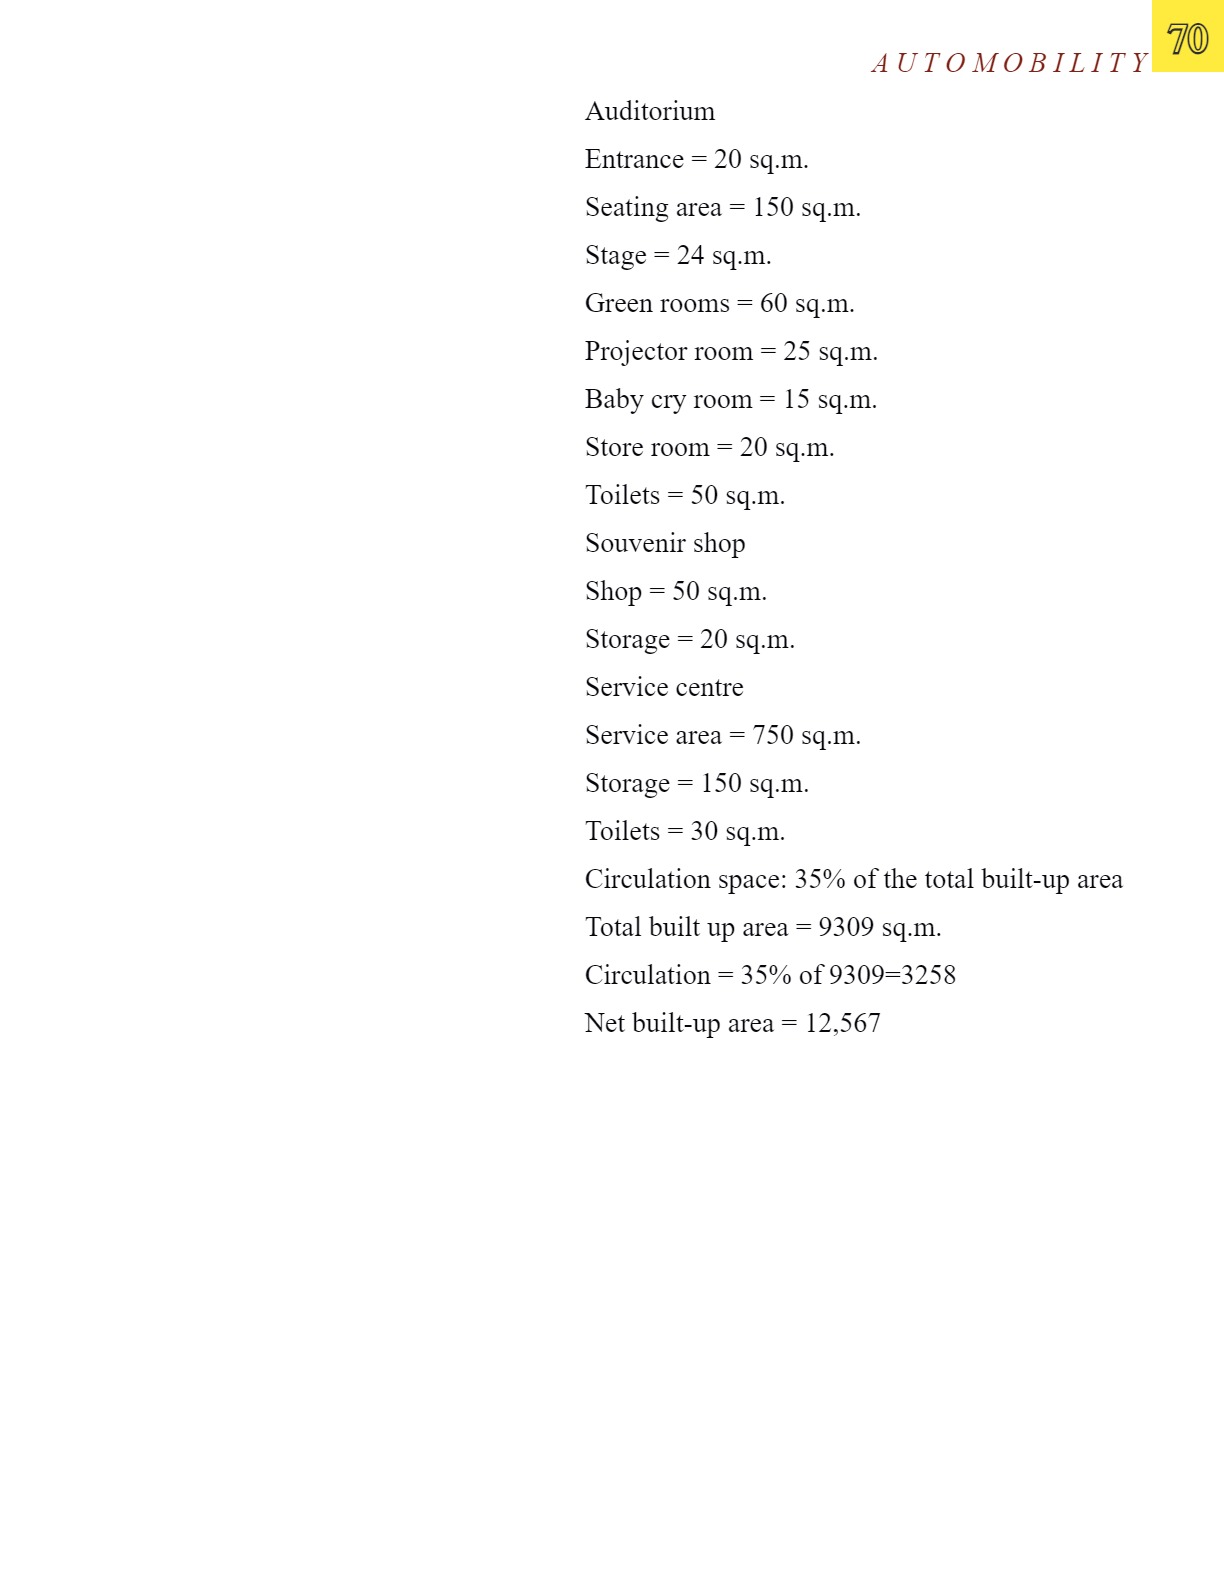 70
AUTOMOBILITY
Auditorium
Entrance = 20 sq.m.
Seating area = 150 sq.m.
Stage = 24 sq.m.
Green rooms = 60 sq.m.
Projector room = 25 sq.m.
Baby cry room = 15 sq.m.
Store room = 20 sq.m.
Toilets = 50 sq.m.
Souvenir shop
Shop = 50 sq.m.
Storage = 20 sq.m.
Service centre
Service area = 750 sq.m.
Storage = 150 sq.m.
Toilets = 30 sq.m.
Circulation space: 35% of the total built-up area
Total built up area = 9309 sq.m.
Circulation = 35% of 9309=3258
Net built-up area = 12,567